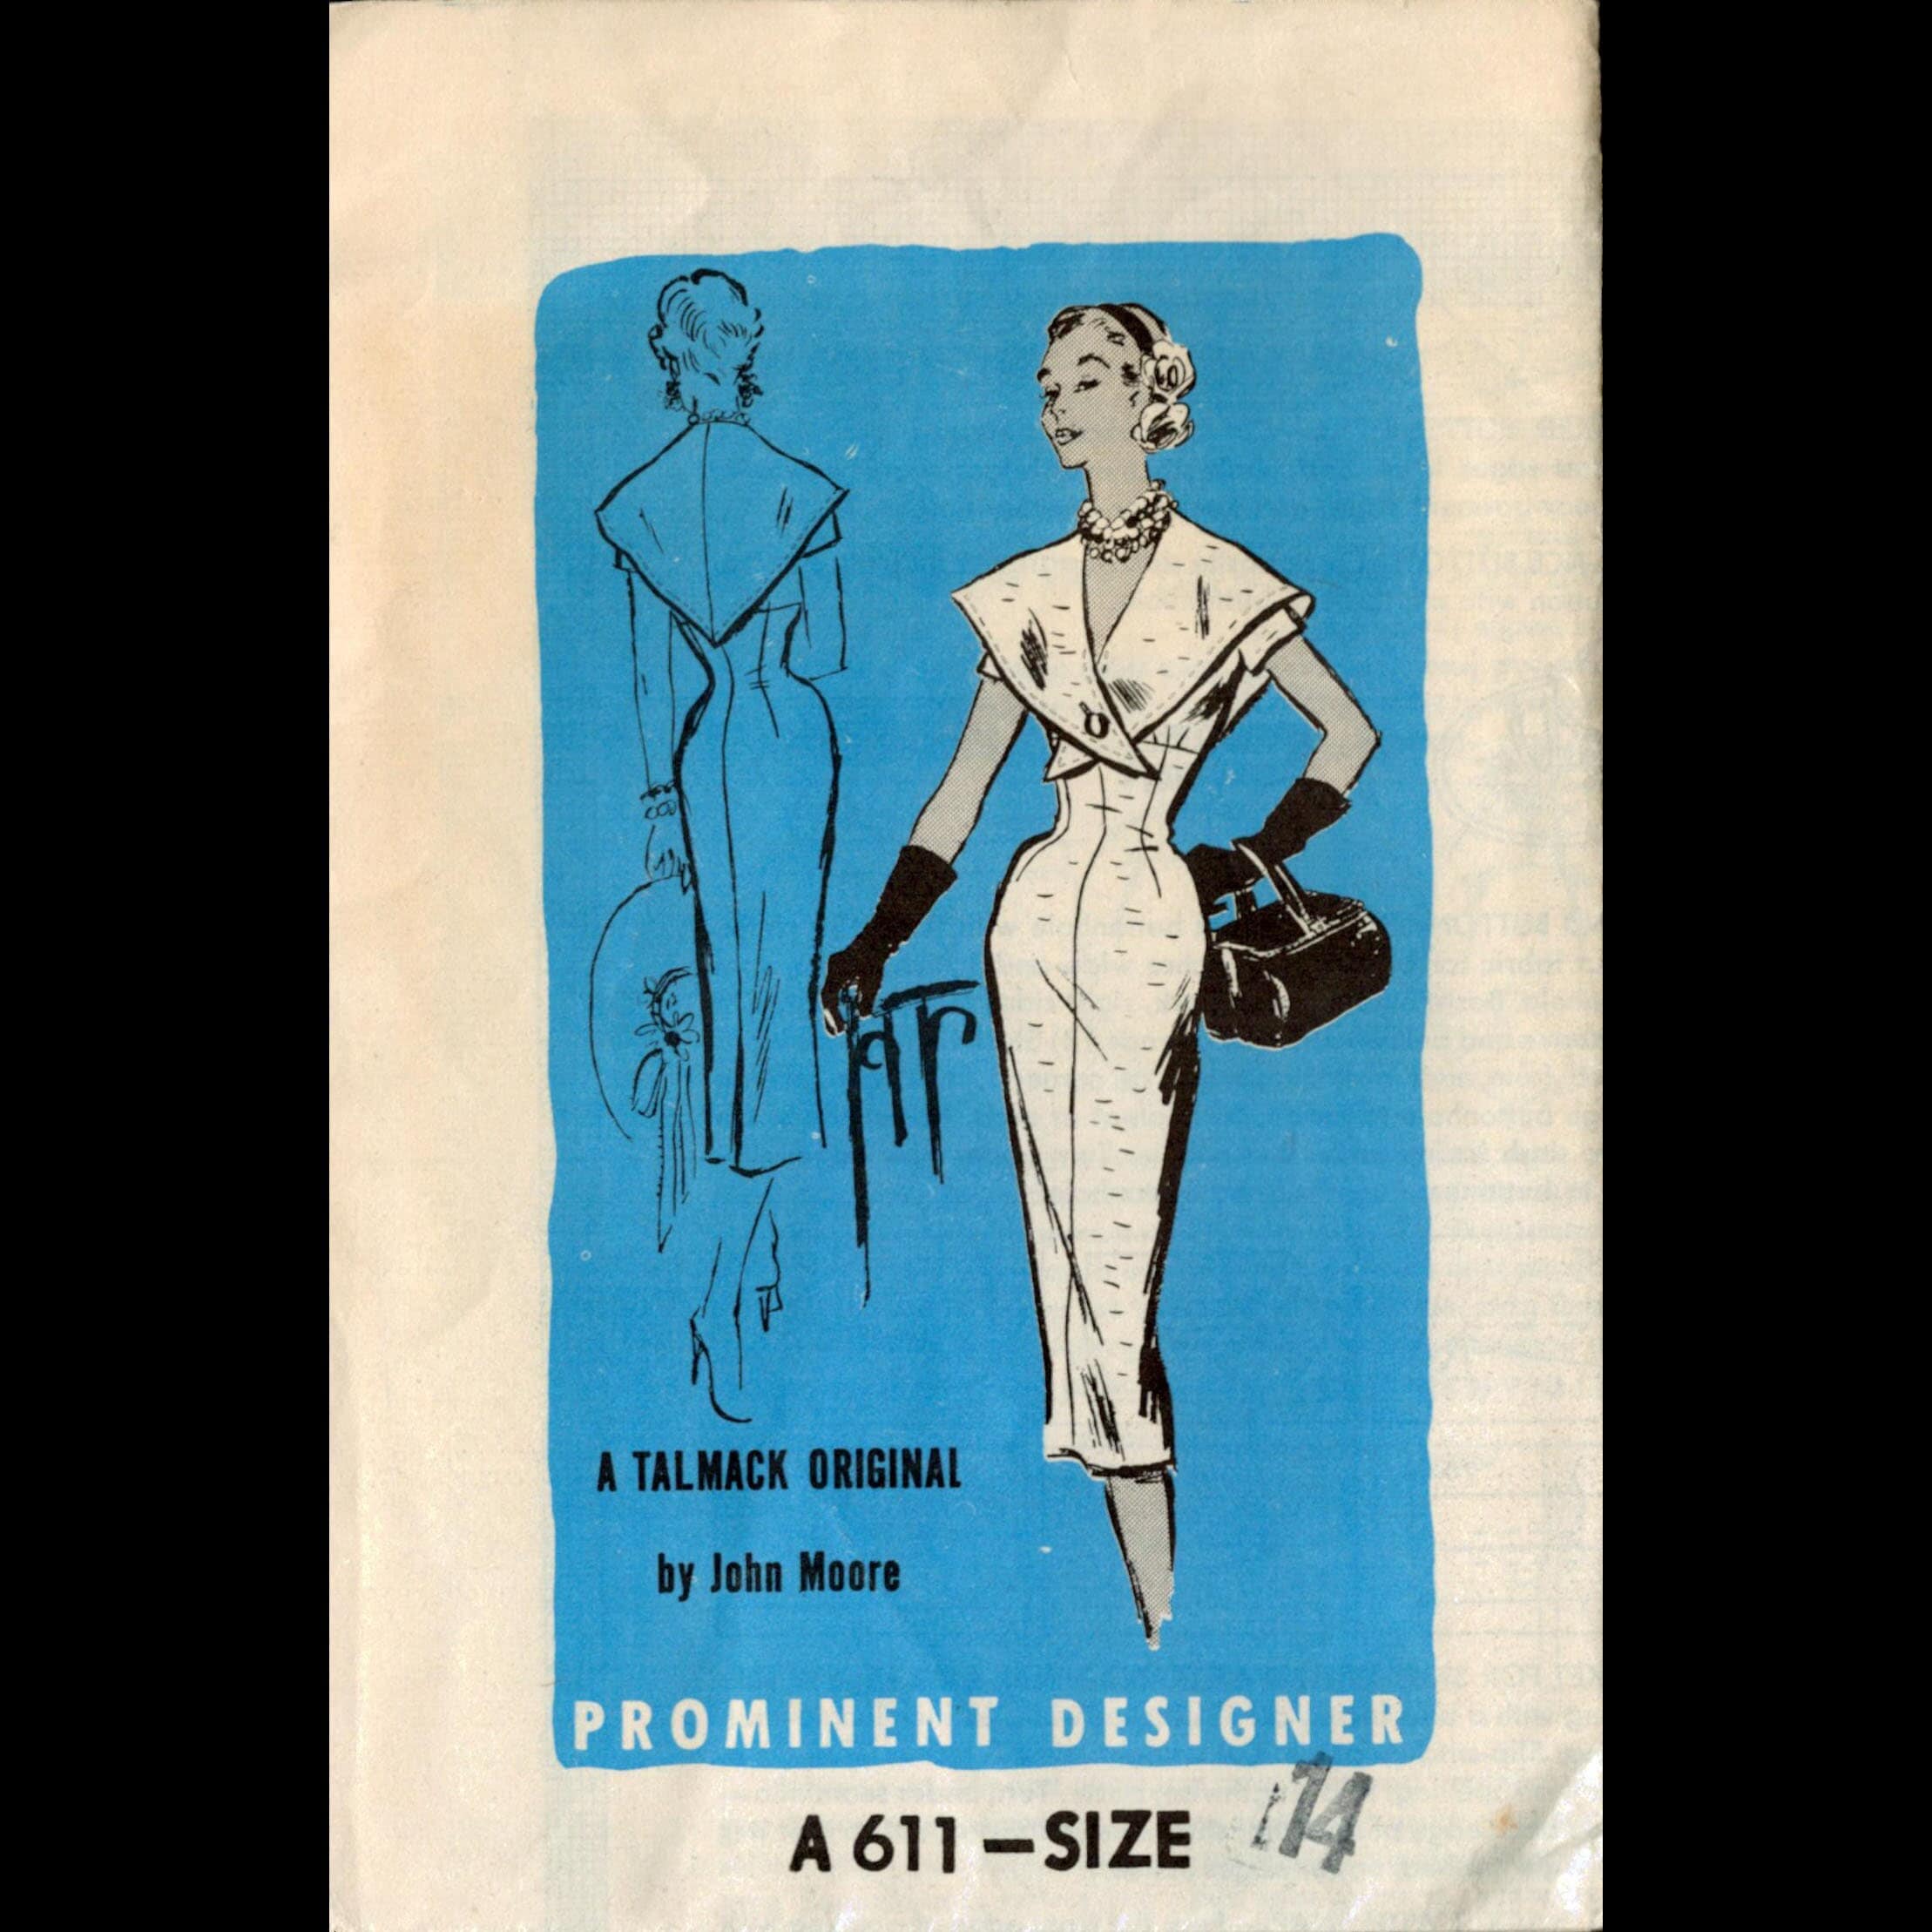 A TALMACK ORIGINAL
by John Moore
PROMINENT DESIGNER
A 611 – SIZE 14